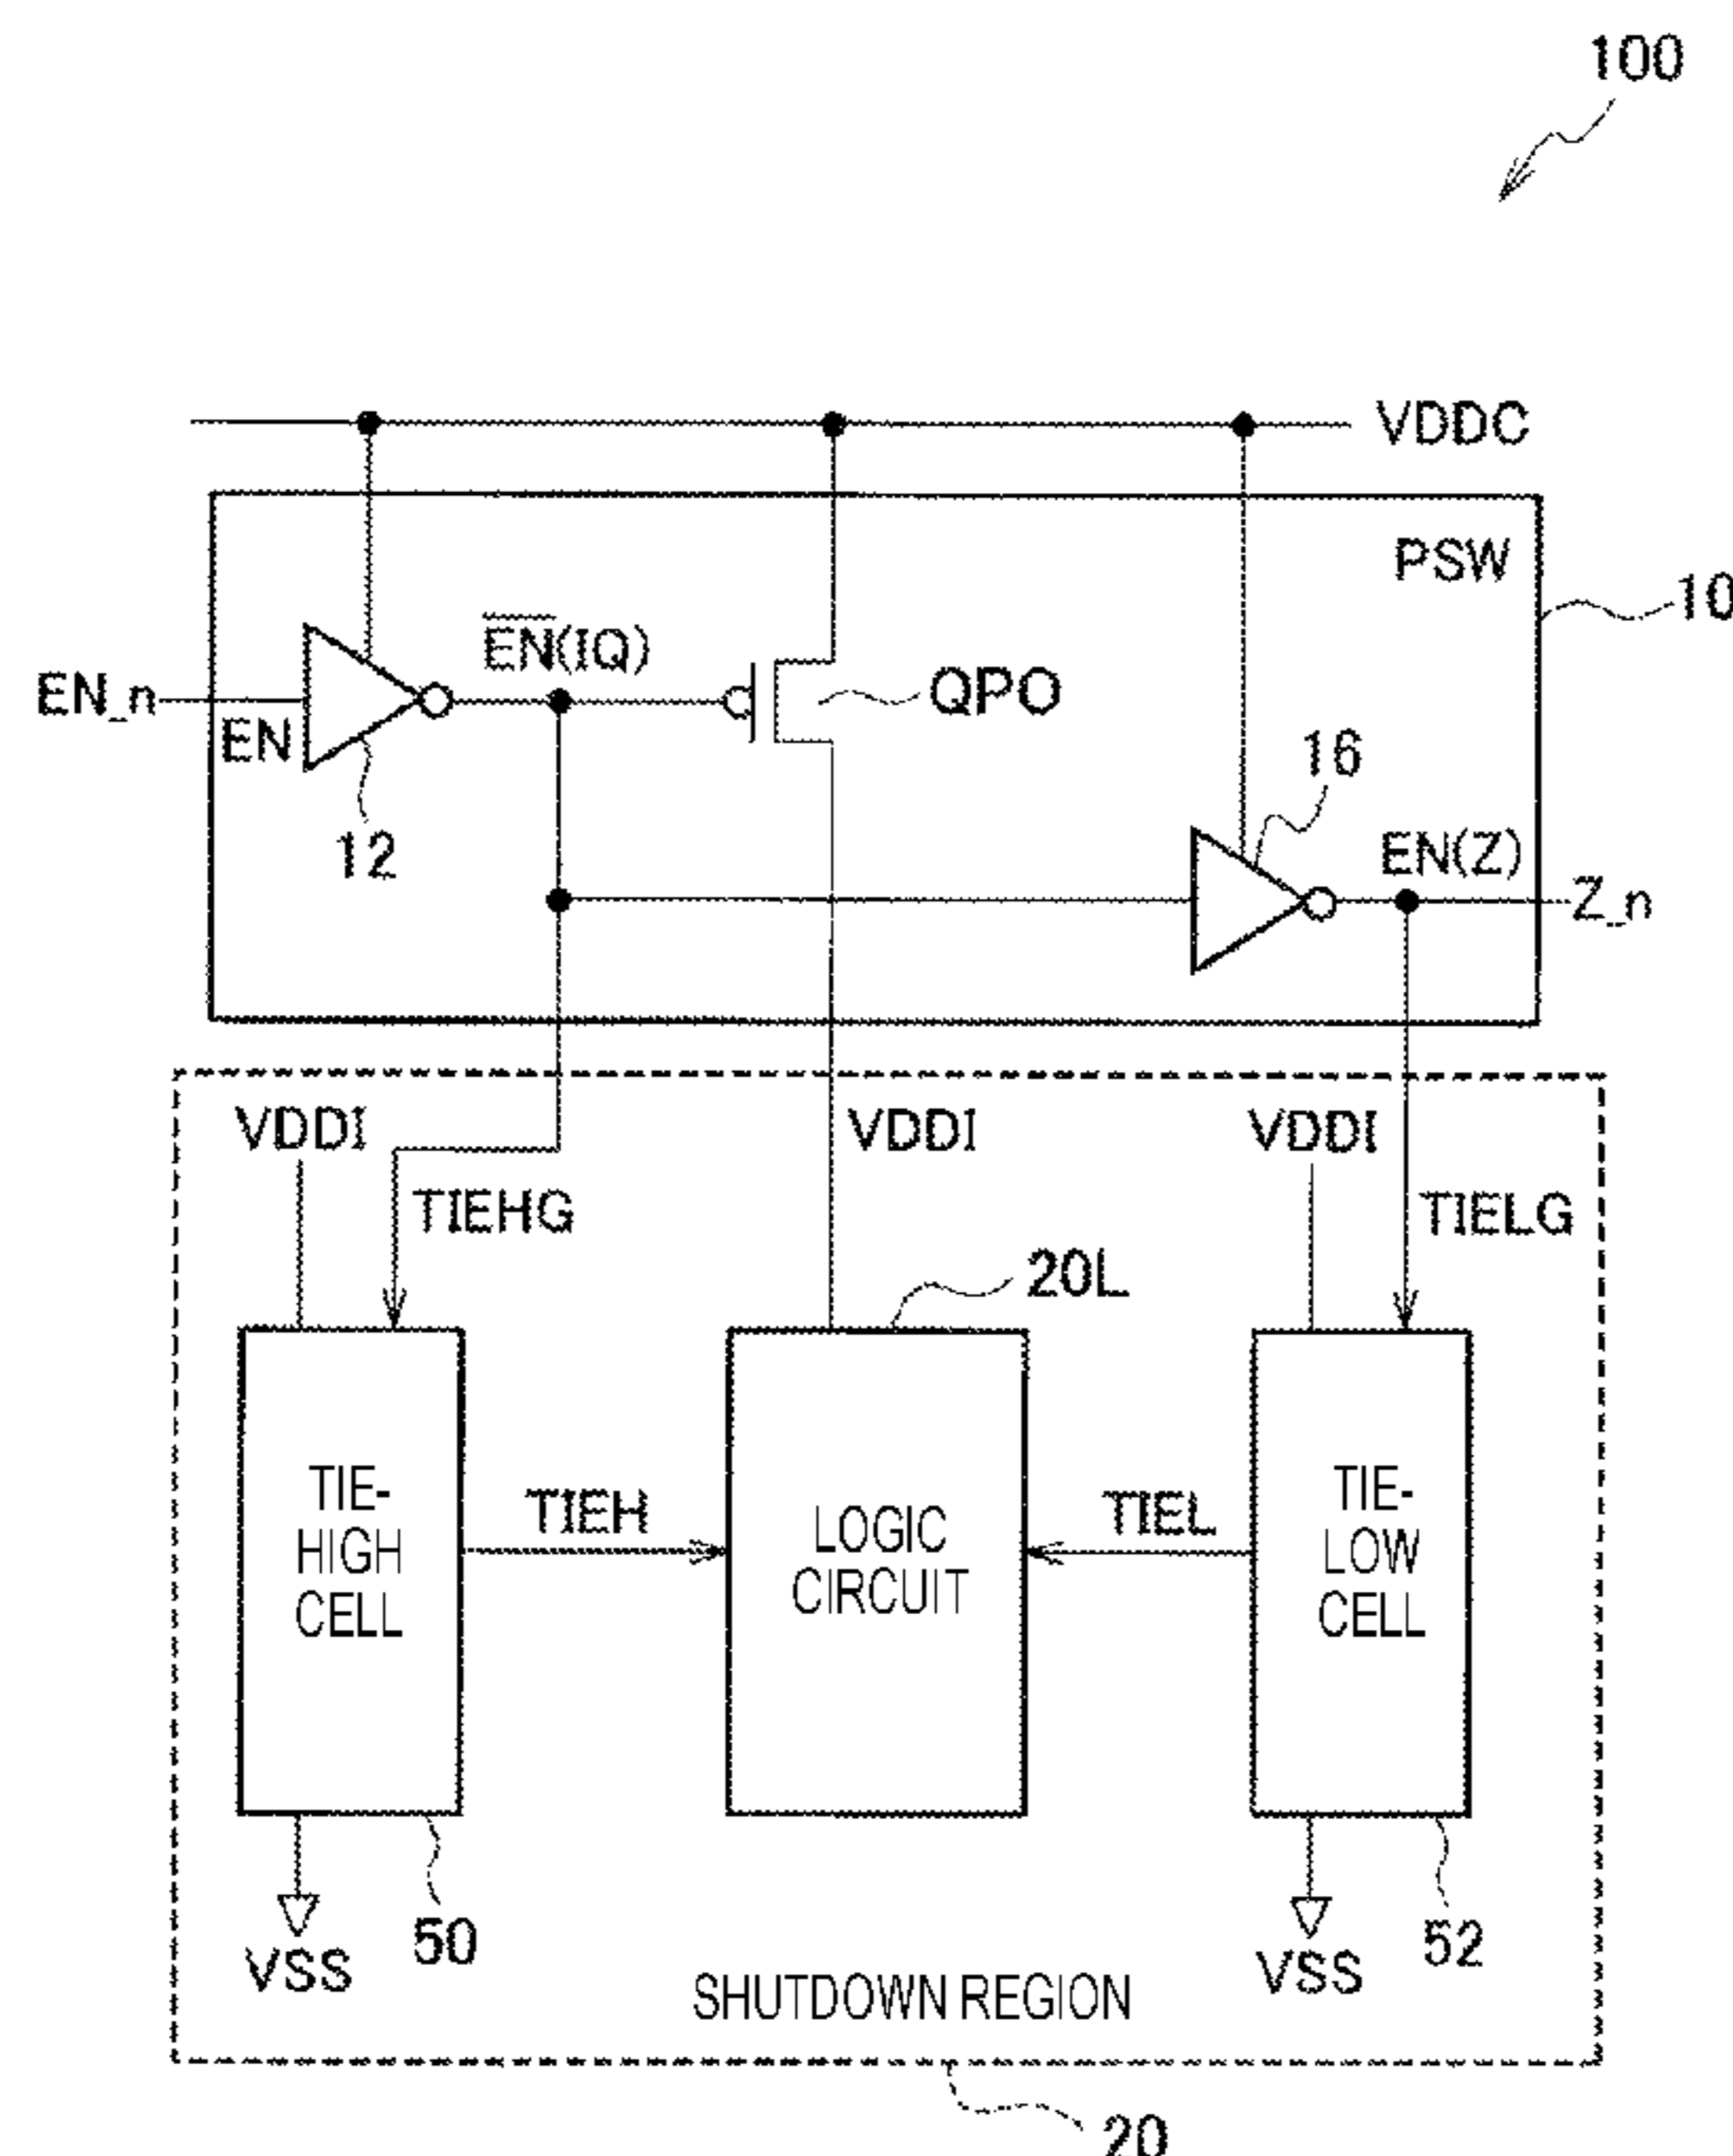 100
VDDC
PSW
10
EN_n
EN
EN(IQ)
QPO
12
16
EN(Z)
Z_n
VDDI
VDDI
VDDI
TIEHG
TIELG
20L
TIE-
HIGH
CELL
TIEH
LOGIC
CIRCUIT
TIEL
TIE-
LOW
CELL
VSS
50
VSS
52
SHUTDOWN REGION
20